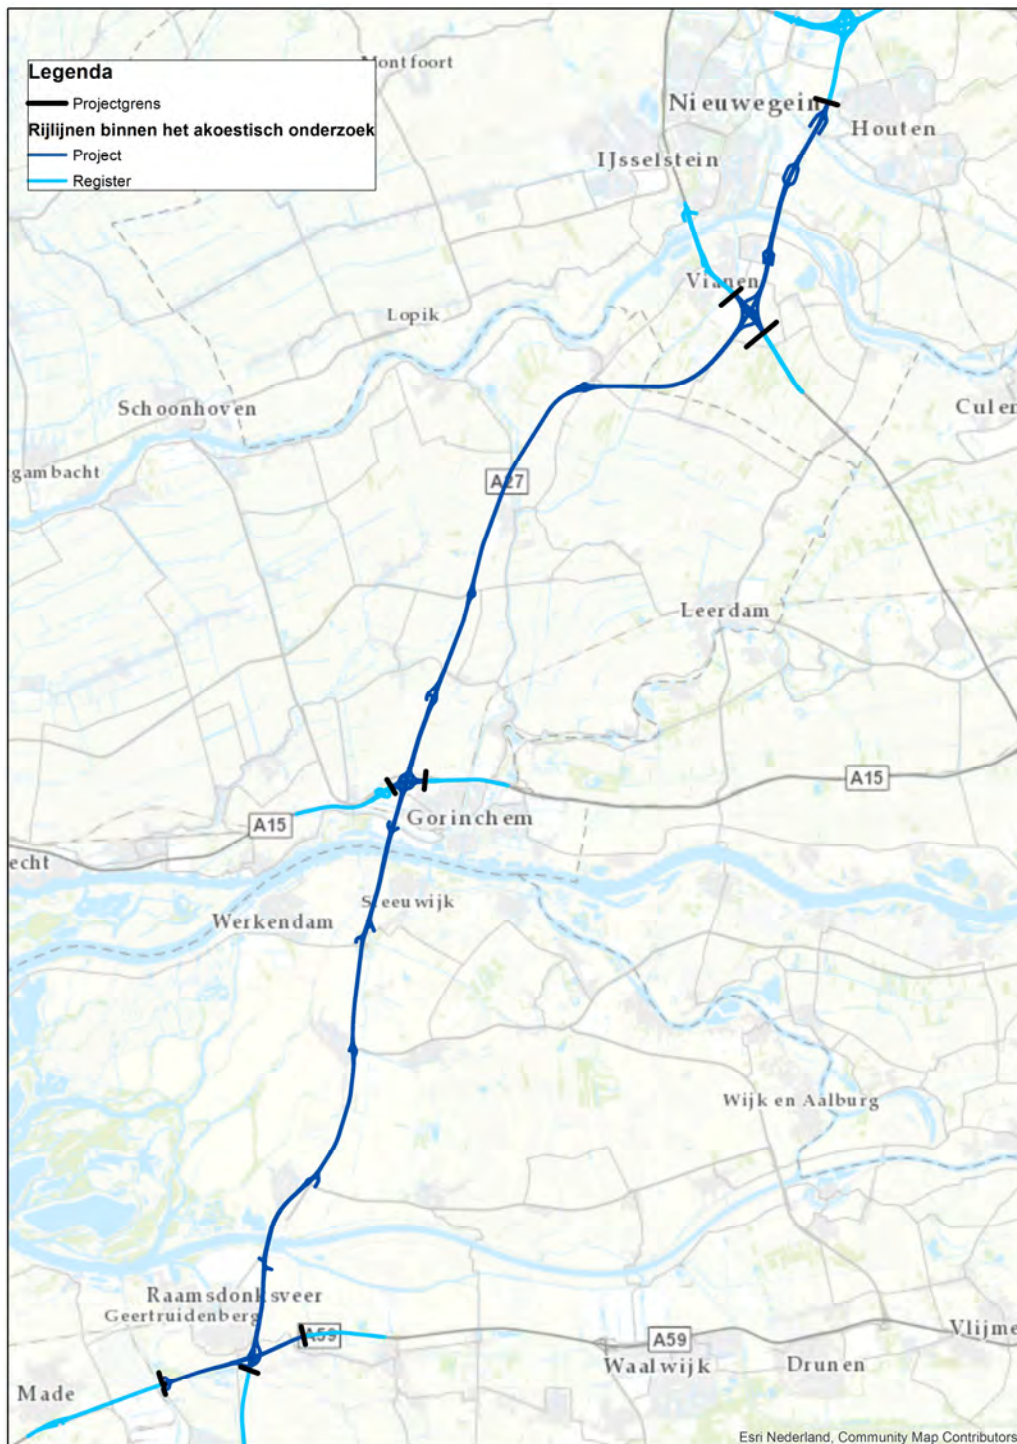 Legenda
Projectgrens
Rijlijnen binnen het akoestisch onderzoek
Project
Register
Montfoort
Nieuwegein
Houten
IJsselstein
Vianen
Lopik
Schoonhoven
Culem
gambacht
A27
Leerdam
A15
Gorinchem
A15
echt
Sleeuwijk
Werkendam
Wijk en Aalburg
Raamsdonksveer
Geertruidenberg
A59
A59
Vlijme
Waalwijk
Drunen
Made
Esri Nederland, Community Map Contributors